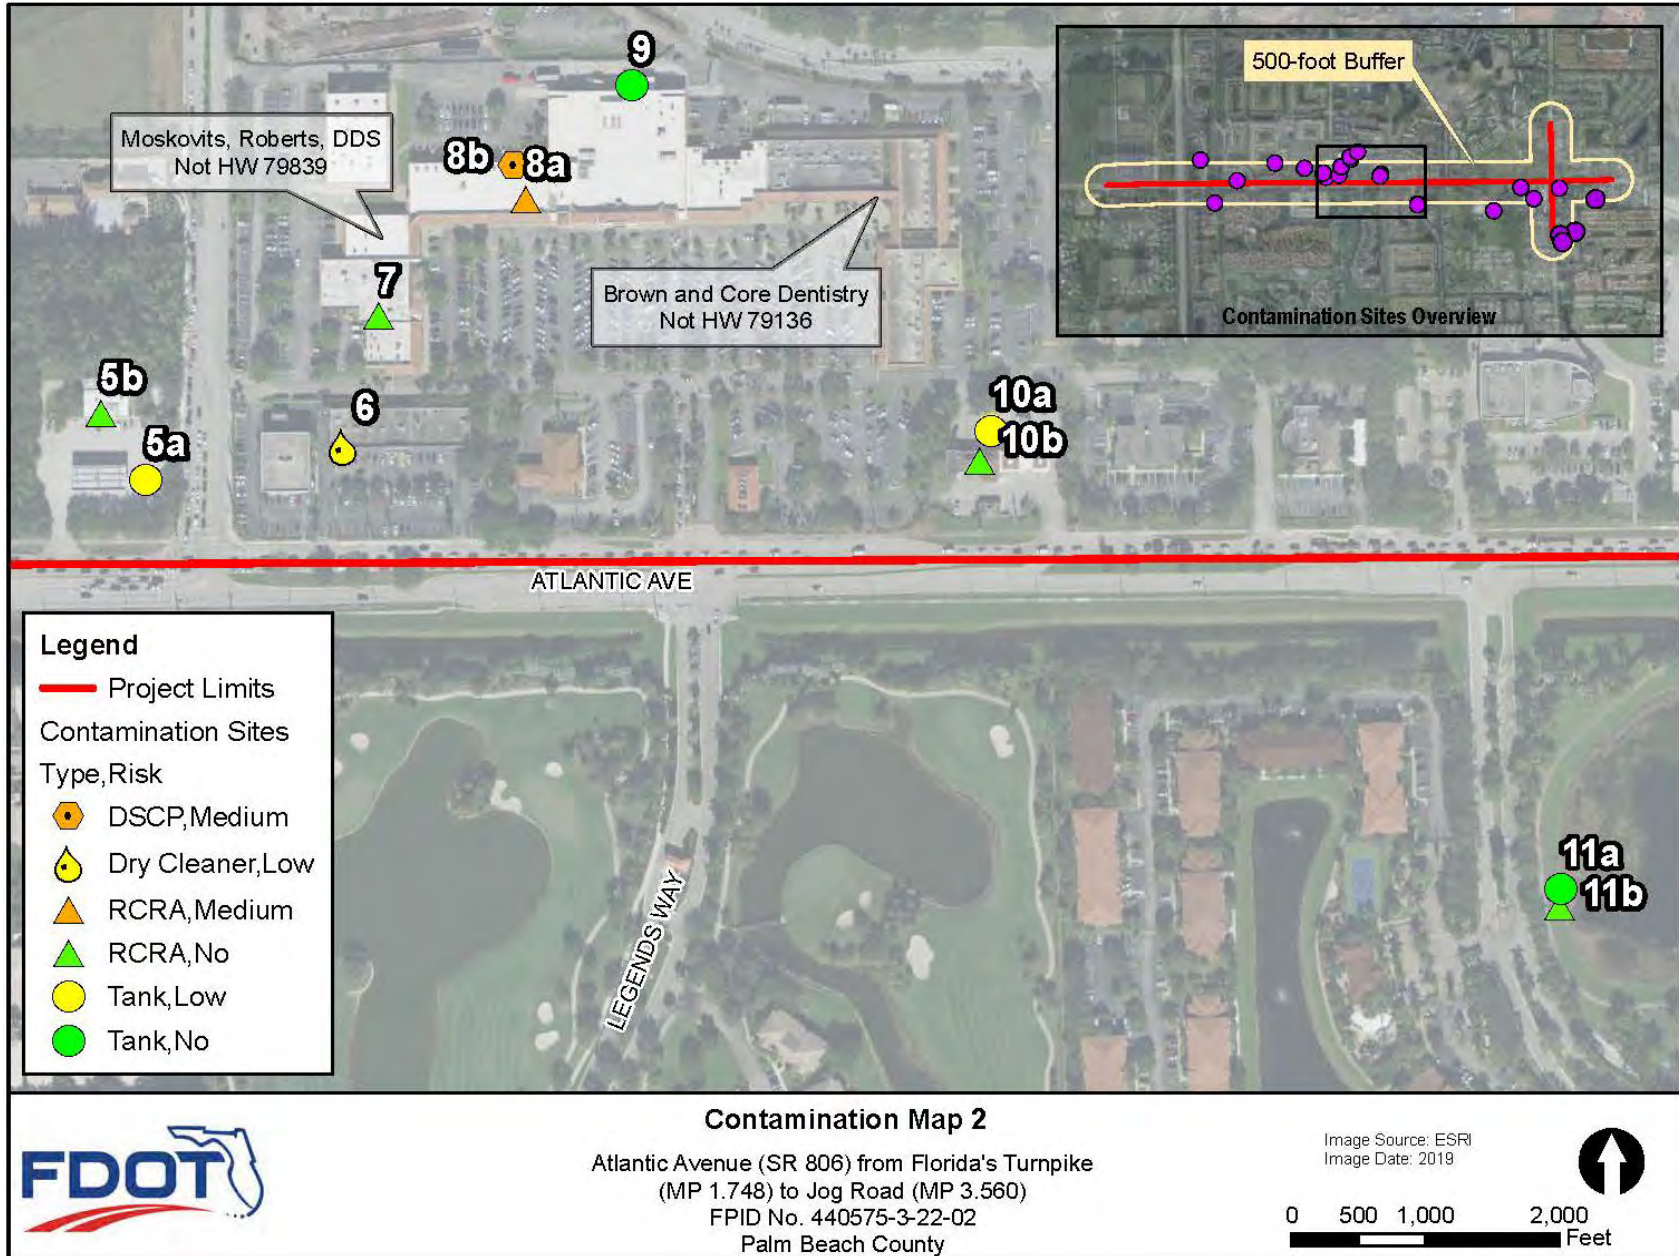 9
500-foot Buffer
Moskovits, Roberts, DDS
Not HW 79839
8b
8a
7
Brown and Core Dentistry
Not HW 79136
Contamination Sites Overview
5b
6
10a
5a
10b
ATLANTIC AVE
Legend
Project Limits
Contamination Sites
Type,Risk
DSCP,Medium
Dry Cleaner,Low
RCRA,Medium
RCRA,No
Tank,Low
Tank,No
LEGENDS WAY
11a
11b
FDOT
Contamination Map 2
Atlantic Avenue (SR 806) from Florida's Turnpike
(MP 1.748) to Jog Road (MP 3.560)
FPID No. 440575-3-22-02
Palm Beach County
Image Source: ESRI
Image Date: 2019
0 500 1,000 2,000
Feet